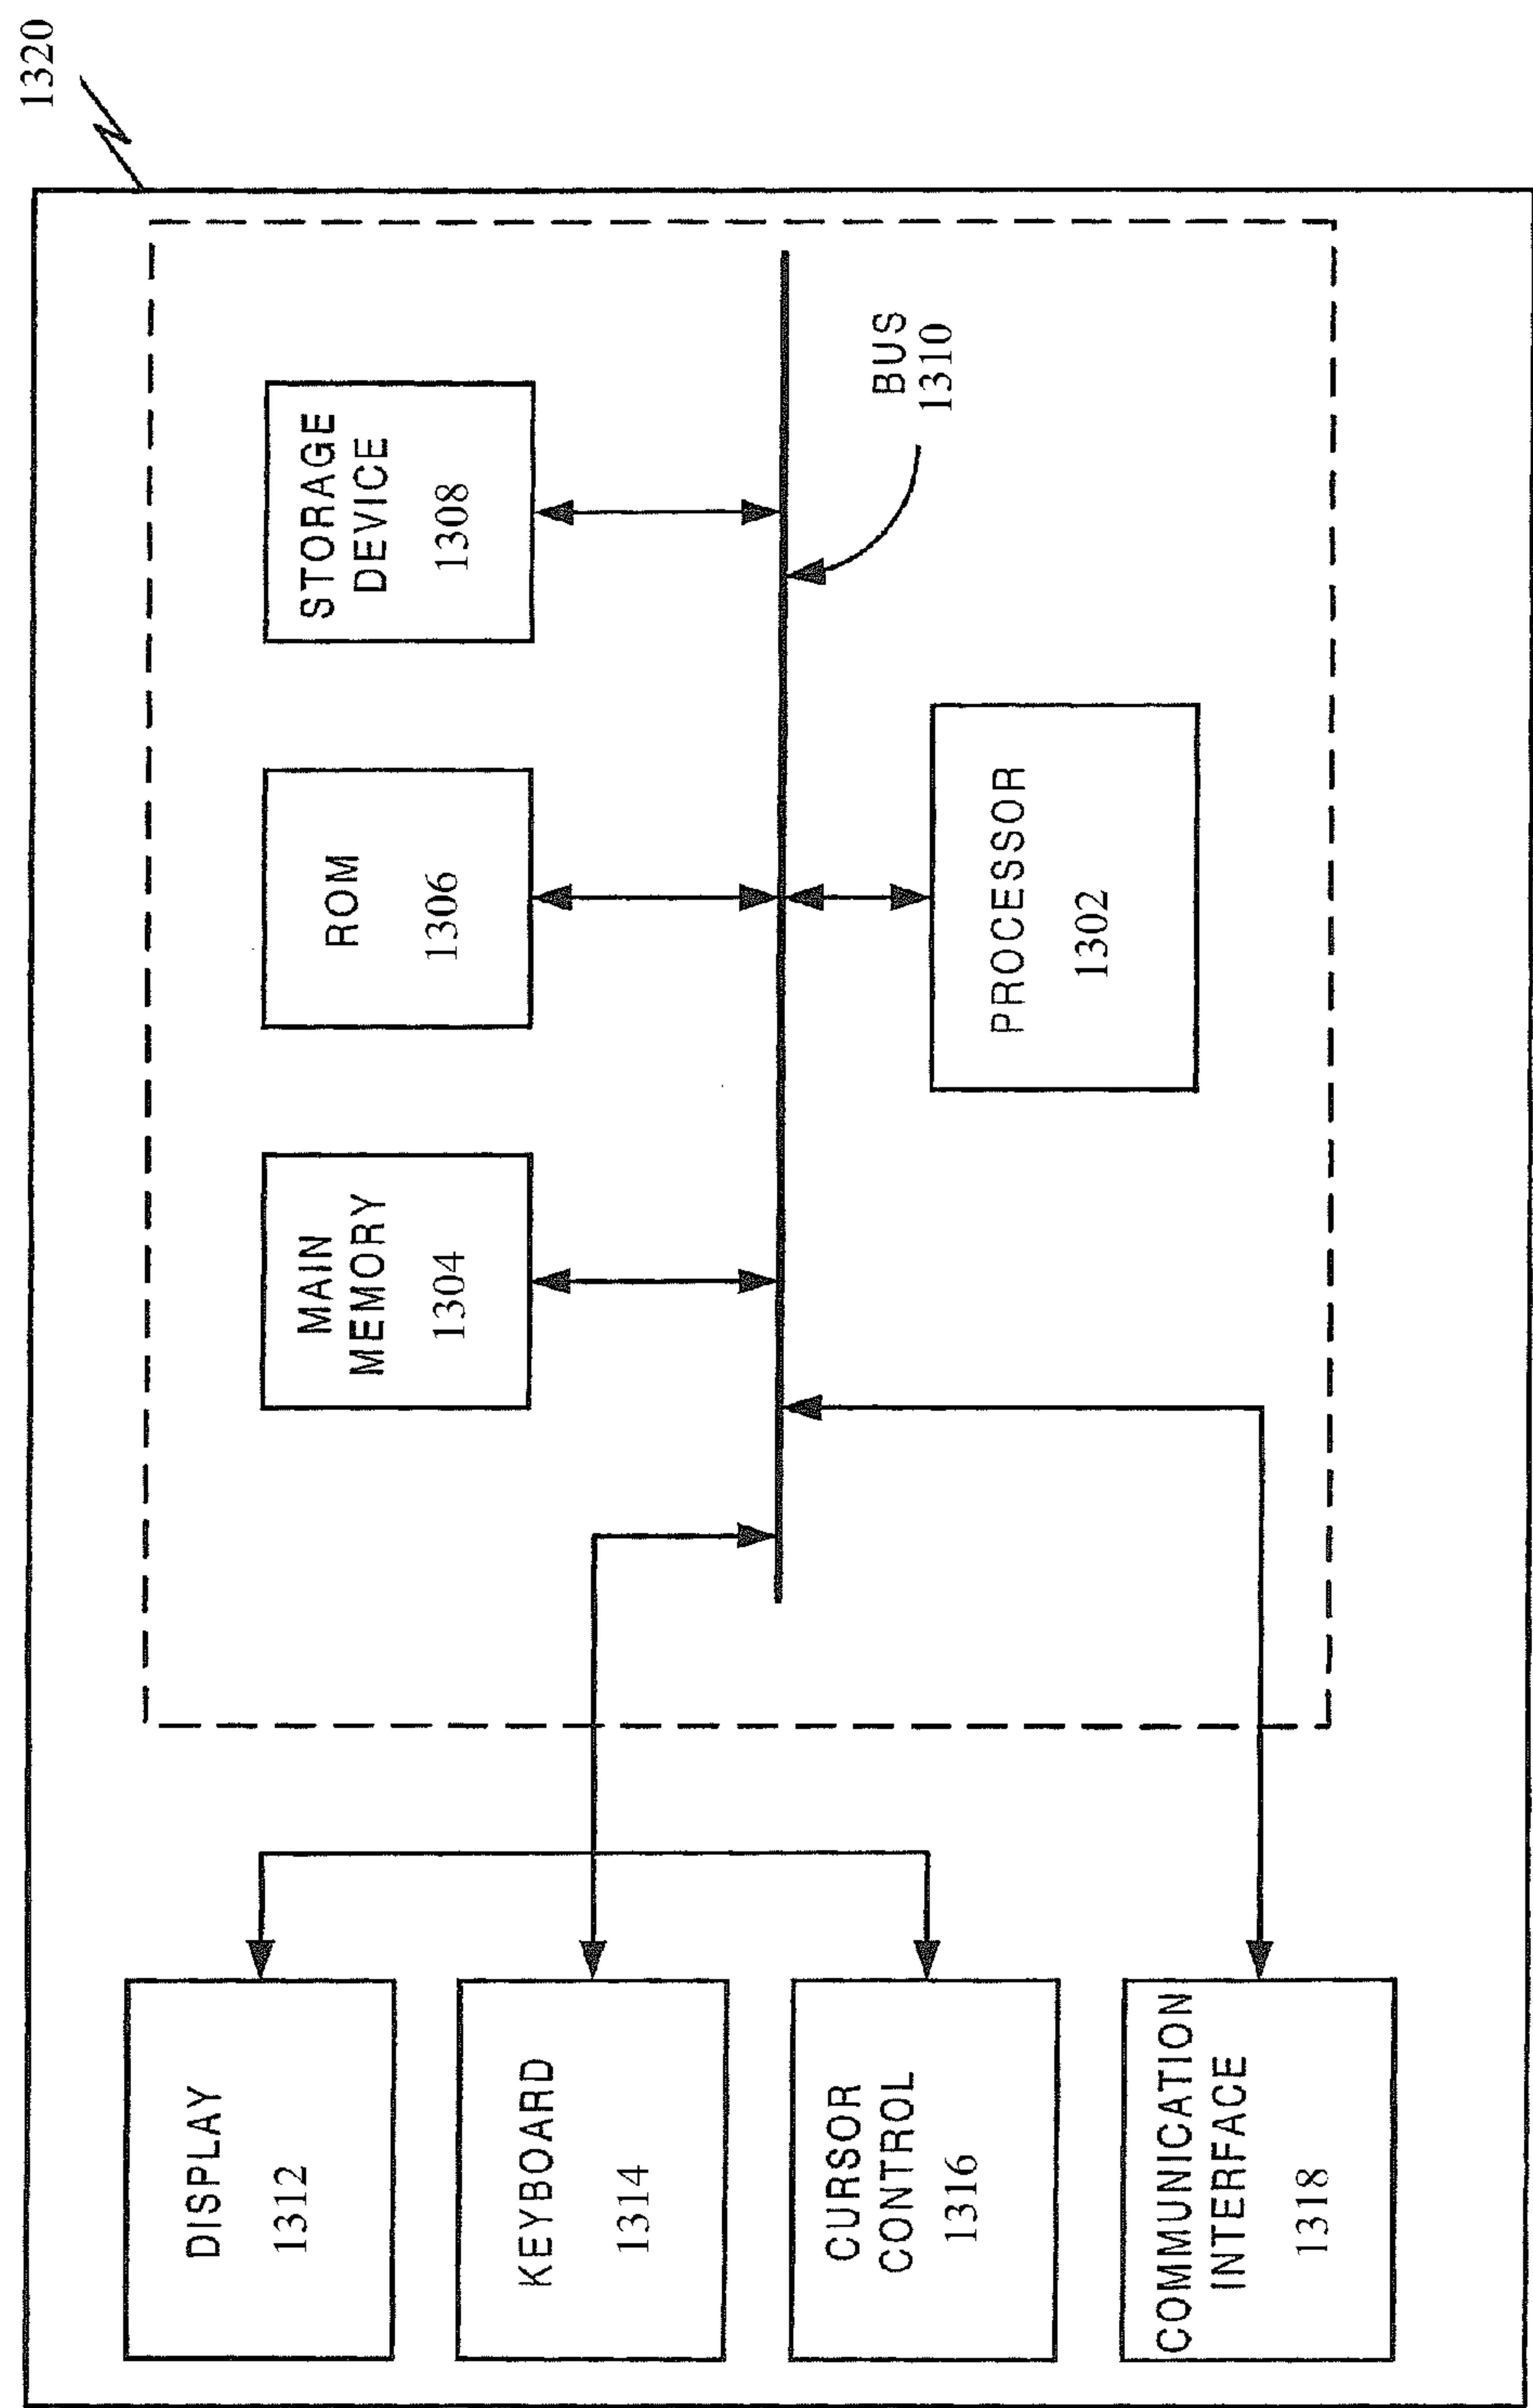 1320
DISPLAY
1312
KEYBOARD
1314
CURSOR
CONTROL
1316
COMMUNICATION
INTERFACE
1318
MAIN
MEMORY
1304
ROM
1306
STORAGE
DEVICE
1308
BUS
1310
PROCESSOR
1302